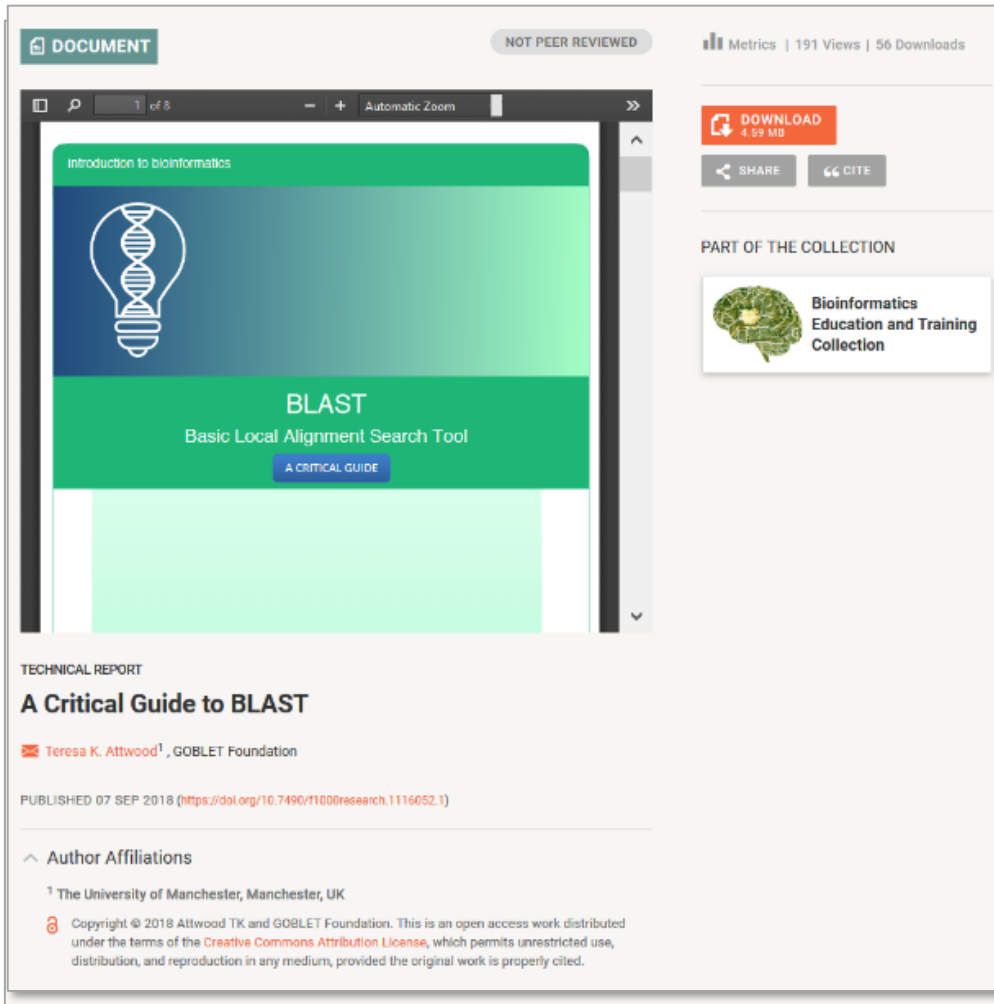 DOCUMENT
NOT PEER REVIEWED
Metrics | 191 Views | 56 Downloads
1 of 8
Automatic Zoom
Introduction to bioinformatics
BLAST
Basic Local Alignment Search Tool
A CRITICAL GUIDE
DOWNLOAD
4.59 MB
SHARE
CITE
PART OF THE COLLECTION
Bioinformatics
Education and Training
Collection
TECHNICAL REPORT
A Critical Guide to BLAST
Teresa K. Attwood1 , GOBLET Foundation
PUBLISHED 07 SEP 2018 (https://doi.org/10.7490/f1000research.1116052.1)
Author Affiliations
1 The University of Manchester, Manchester, UK
Copyright © 2018 Attwood TK and GOBLET Foundation. This is an open access work distributed
under the terms of the Creative Commons Attribution License, which permits unrestricted use,
distribution, and reproduction in any medium, provided the original work is properly cited.